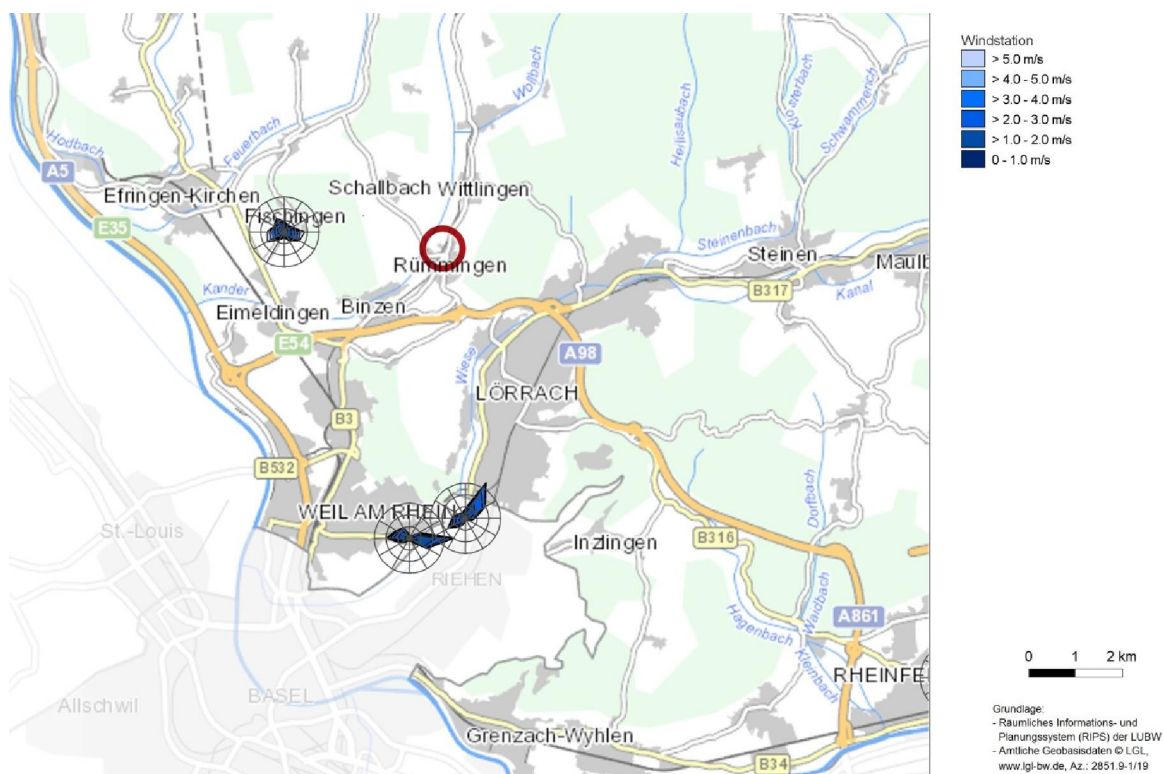 Windstation
> 5.0 m/s
> 4.0 - 5.0 m/s
> 3.0 - 4.0 m/s
> 2.0 - 3.0 m/s
> 1.0 - 2.0 m/s
0 - 1.0 m/s
Hodbach
A5
Feuerbach
Wollbach
Heilisaubach
Klosterbach
Schwammerich
Efringen-Kirchen
Schallbach
Wittlingen
Fischingen
E35
Steinenbach
Steinen
Maulb
Rümmingen
B317
Kanal
Kander
Eimeldingen
Binzen
E54
Wiese
A98
LÖRRACH
B3
B532
Dorfbach
WEIL AM RHEIN
St.-Louis
Inzlingen
B316
RIEHEN
Hagenbach
Waidbach
A861
Kleinbach
RHEINFE
BASEL
Allschwil
Grenzach-Wyhlen
B34
0 1 2 km
Grundlage:
- Räumliches Informations- und
Planungssystem (RIPS) der LUBW
- Amtliche Geobasisdaten © LGL,
www.lgl-bw.de, Az.: 2851.9-1/19